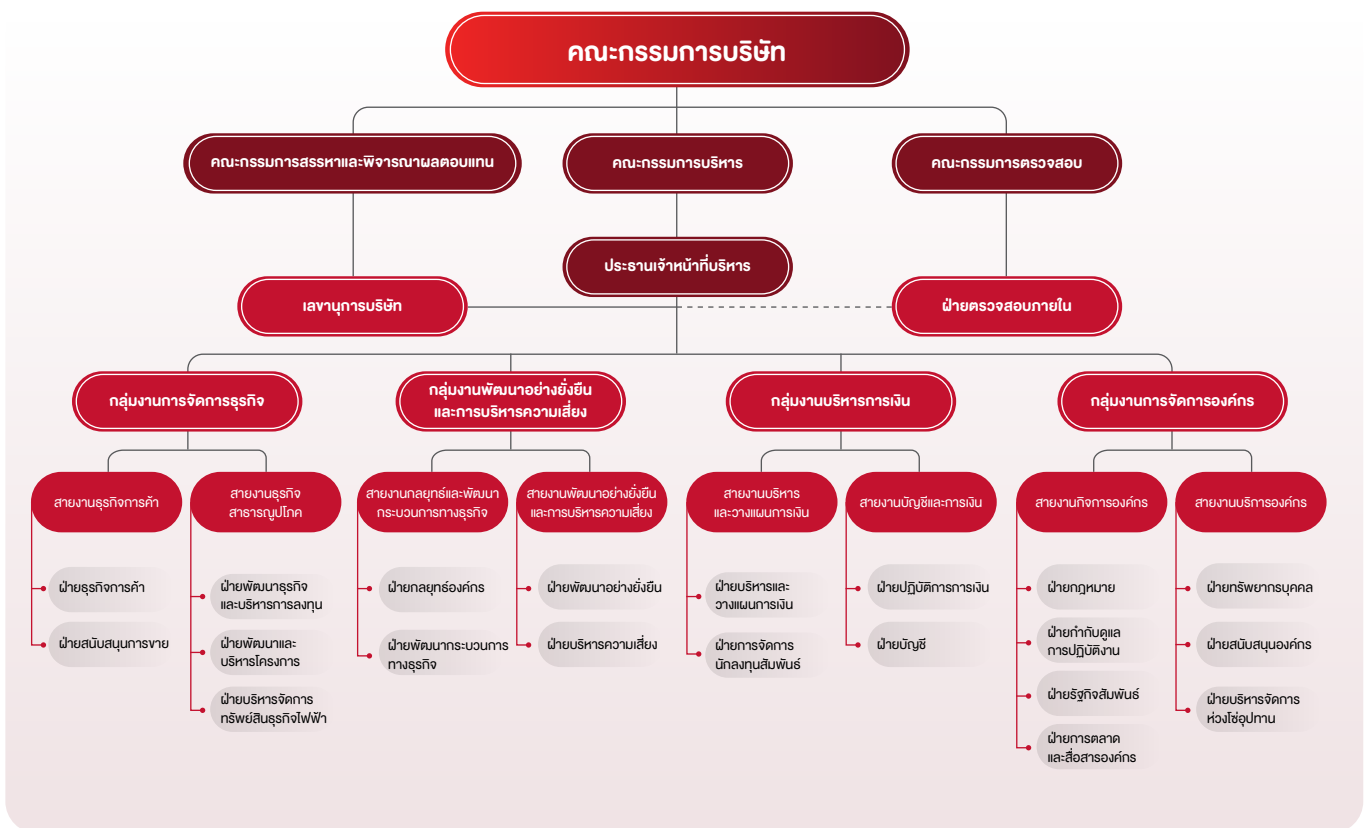 คณะกรรมการบริษัท
คณะกรรมการสรรหาและพิจารณาผลตอบแทน
คณะกรรมการบริหาร
คณะกรรมการตรวจสอบ
ประธานเจ้าหน้าที่บริหาร
เลขานุการบริษัท
ฝ่ายตรวจสอบภายใน
กลุ่มงานการจัดการธุรกิจ
กลุ่มงานพัฒนาอย่างยั่งยืน
และการบริหารความเสี่ยง
กลุ่มงานบริหารการเงิน
กลุ่มงานการจัดการองค์กร
สายงานธุรกิจการค้า
สายงานธุรกิจ
สาธารณูปโภค
สายงานกลยุทธ์และพัฒนา
กระบวนการทางธุรกิจ
สายงานพัฒนาอย่างยั่งยืน
และการบริหารความเสี่ยง
สายงานบริหาร
และวางแผนการเงิน
สายงานบัญชีและการเงิน
สายงานกิจการองค์กร
สายงานบริการองค์กร
ฝ่ายธุรกิจการค้า
ฝ่ายสนับสนุนการขาย
ฝ่ายพัฒนาธุรกิจ
และบริหารการลงทุน
ฝ่ายพัฒนาและ
บริหารโครงการ
ฝ่ายบริหารจัดการ
ทรัพย์สินธุรกิจไฟฟ้า
ฝ่ายกลยุทธ์องค์กร
ฝ่ายพัฒนากระบวนการ
ทางธุรกิจ
ฝ่ายพัฒนาอย่างยั่งยืน
ฝ่ายบริหารความเสี่ยง
ฝ่ายบริหารและ
วางแผนการเงิน
ฝ่ายการจัดการ
นักลงทุนสัมพันธ์
ฝ่ายปฏิบัติการการเงิน
ฝ่ายบัญชี
ฝ่ายกฎหมาย
ฝ่ายกำกับดูแล
การปฏิบัติงาน
ฝ่ายรัฐกิจสัมพันธ์
ฝ่ายการตลาด
และสื่อสารองค์กร
ฝ่ายทรัพยากรบุคคล
ฝ่ายสนับสนุนองค์กร
ฝ่ายบริหารจัดการ
ห่วงโซ่อุปทาน